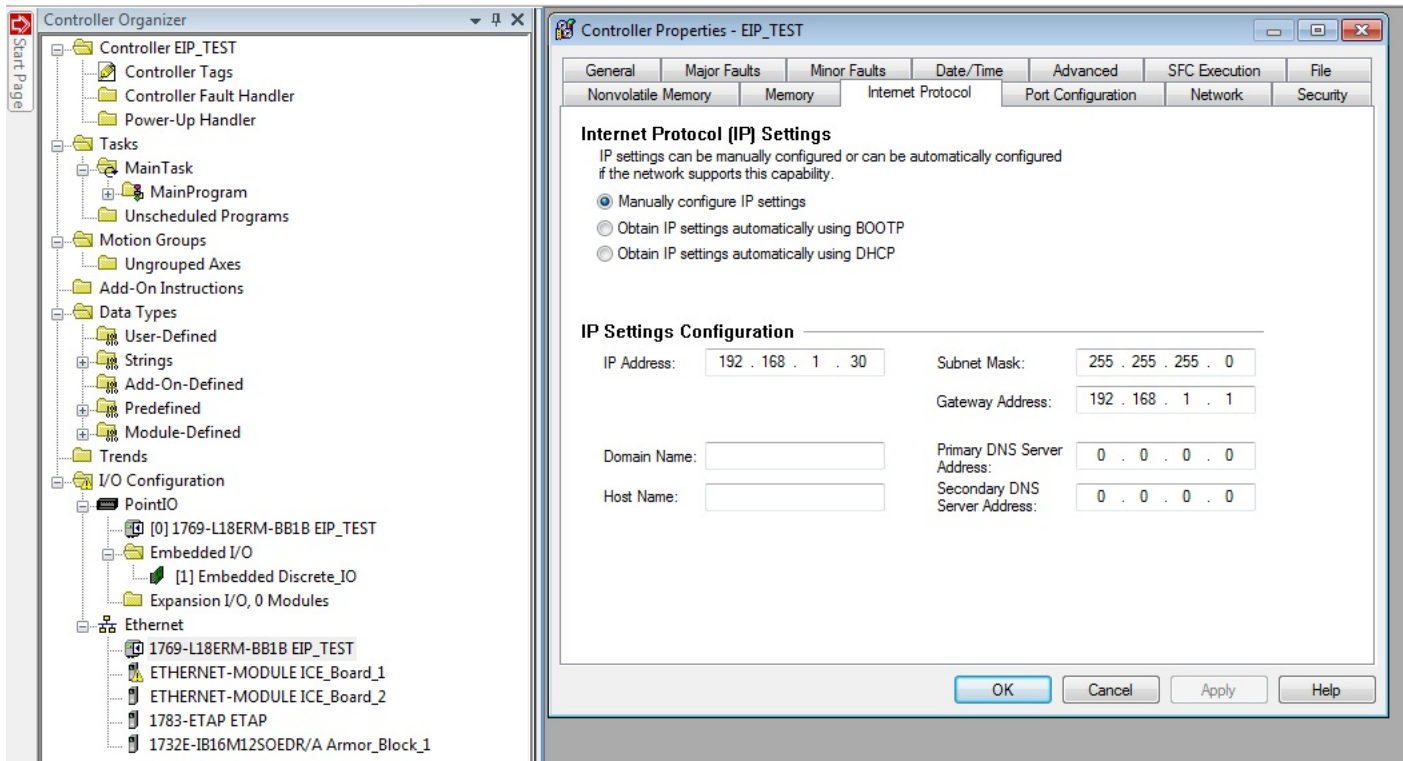 Start Page
Controller Organizer
Controller EIP_TEST
Controller Tags
Controller Fault Handler
Power-Up Handler
Tasks
MainTask
MainProgram
Unscheduled Programs
Motion Groups
Ungrouped Axes
Add-On Instructions
Data Types
User-Defined
Strings
Add-On-Defined
Predefined
Module-Defined
Trends
I/O Configuration
PointIO
[0] 1769-L18ERM-BB1B EIP_TEST
Embedded I/O
[1] Embedded Discrete_IO
Expansion I/O, 0 Modules
Ethernet
1769-L18ERM-BB1B EIP_TEST
ETHERNET-MODULE ICE_Board_1
ETHERNET-MODULE ICE_Board_2
1783-ETAP ETAP
1732E-IB16M12SOEDR/A Armor_Block_1
Controller Properties - EIP_TEST
General Major Faults Minor Faults Date/Time Advanced SFC Execution File
Nonvolatile Memory Memory Internet Protocol Port Configuration Network Security
Internet Protocol (IP) Settings
IP settings can be manually configured or can be automatically configured
if the network supports this capability.
Manually configure IP settings
Obtain IP settings automatically using BOOTP
Obtain IP settings automatically using DHCP
IP Settings Configuration
IP Address: 192 . 168 . 1 . 30 Subnet Mask: 255 . 255 . 255 . 0
Gateway Address: 192 . 168 . 1 . 1
Domain Name: Primary DNS Server
Address: 0 . 0 . 0 . 0
Host Name: Secondary DNS
Server Address: 0 . 0 . 0 . 0
OK Cancel Apply Help